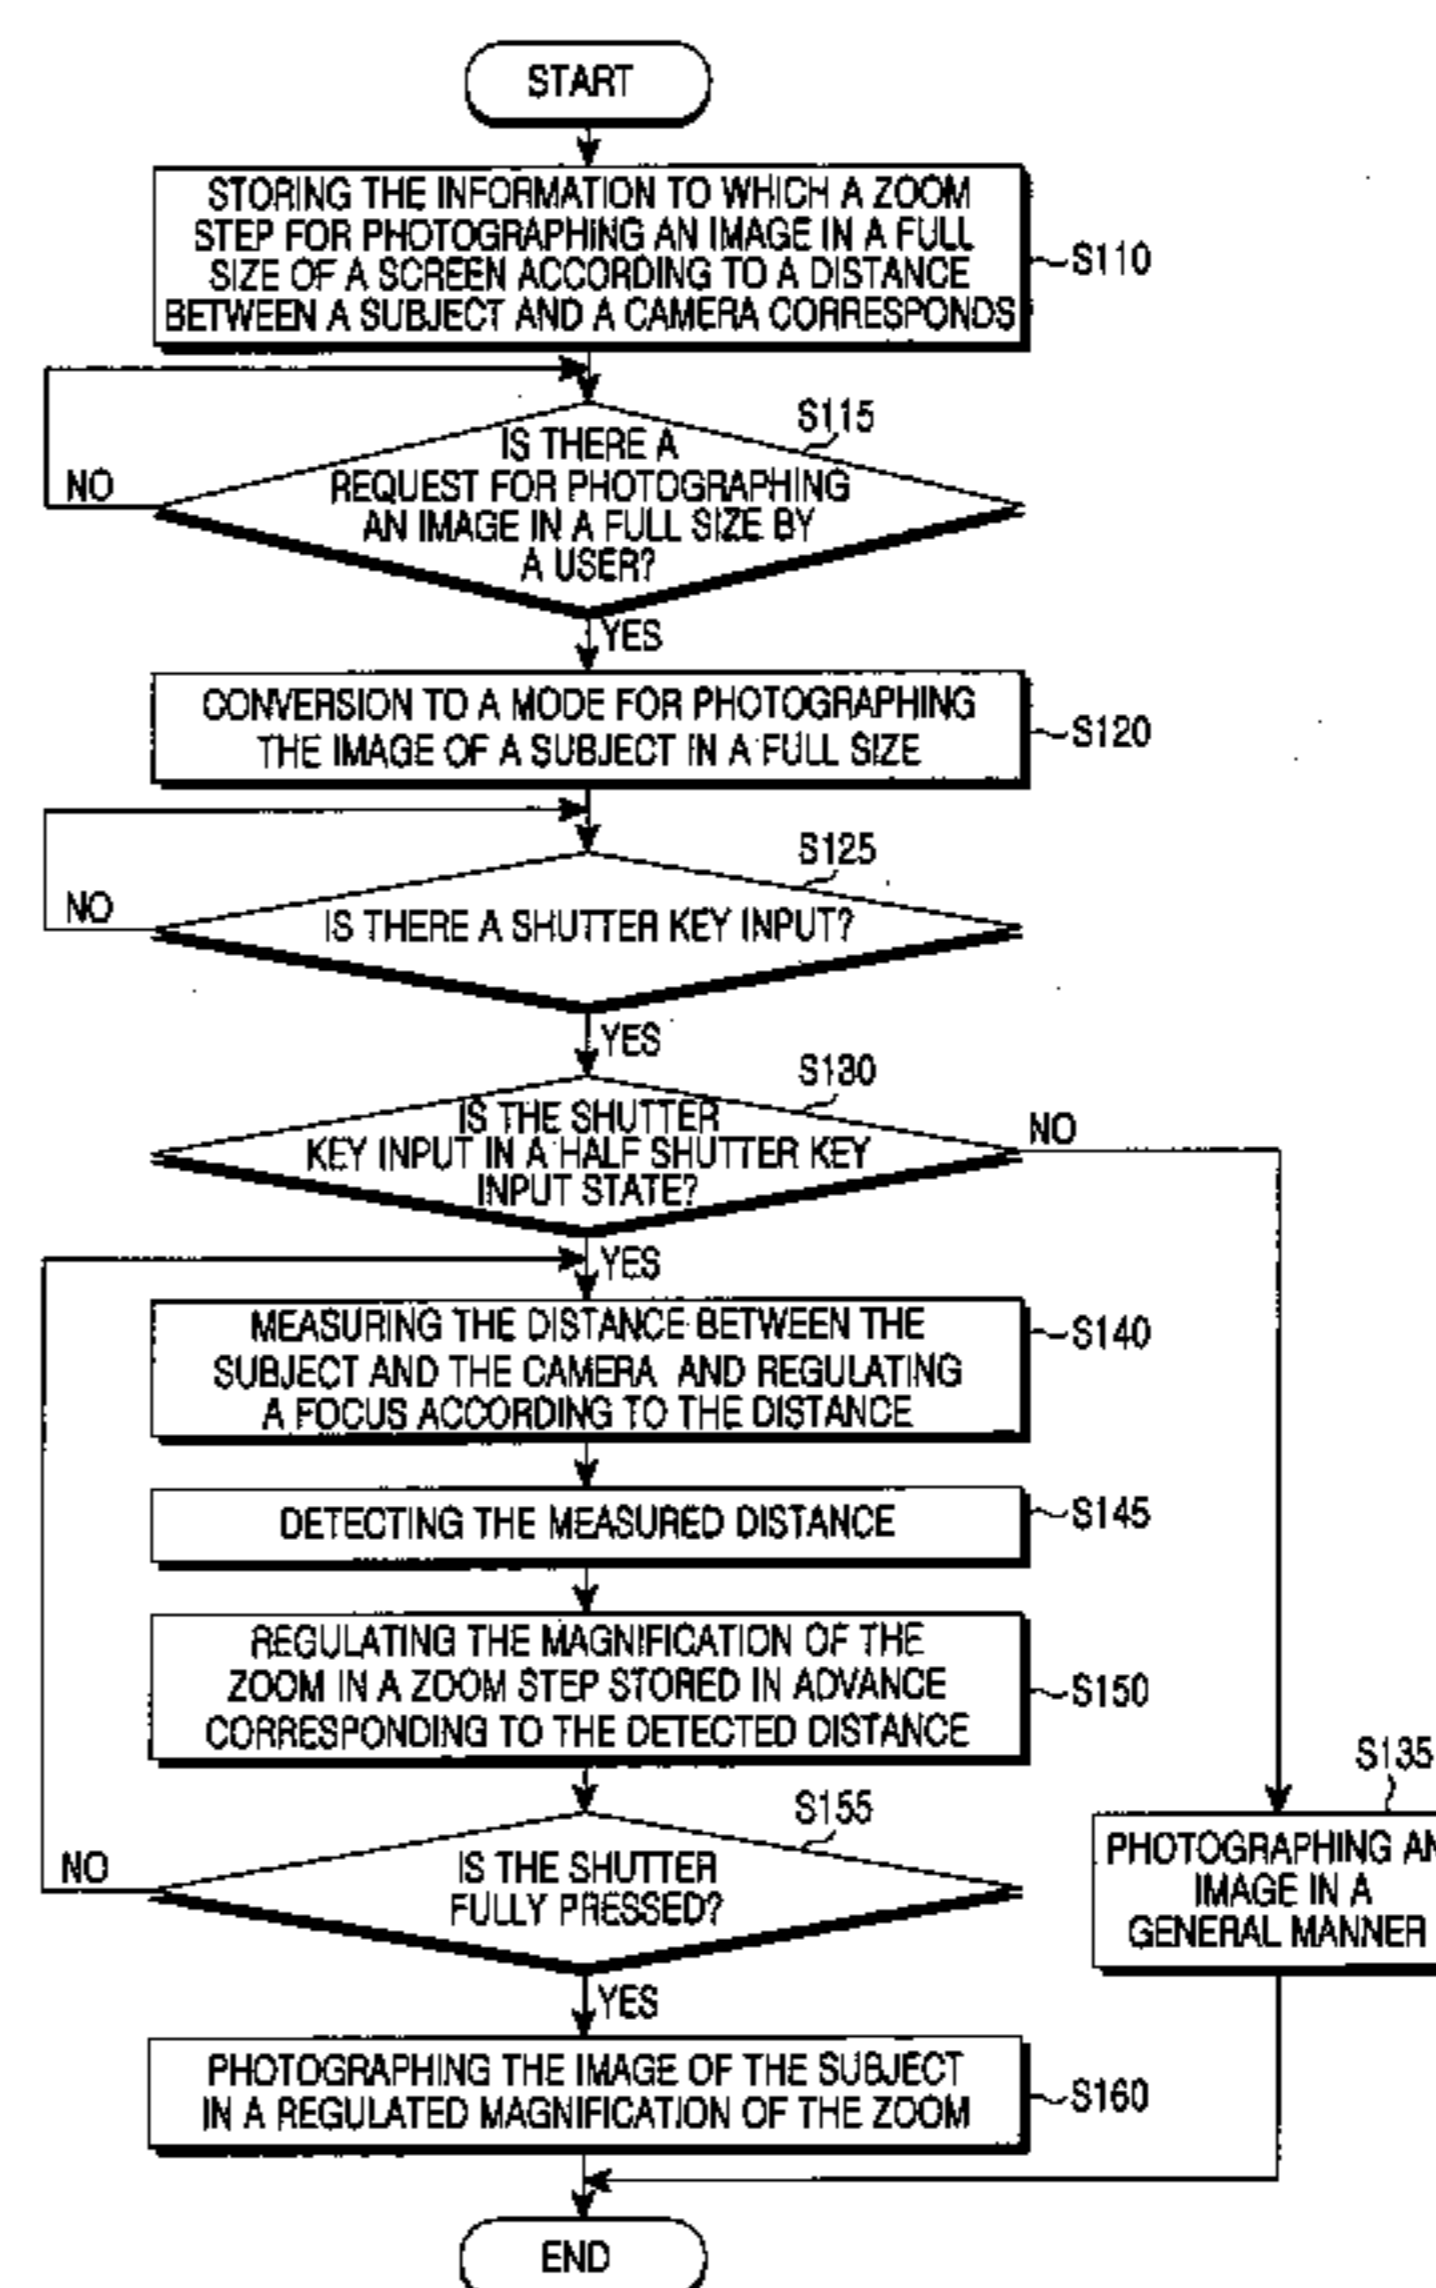 START
STORING THE INFORMATION TO WHICH A ZOOM
STEP FOR PHOTOGRAPHING AN IMAGE IN A FULL
SIZE OF A SCREEN ACCORDING TO A DISTANCE
BETWEEN A SUBJECT AND A CAMERA CORRESPONDS
S110
S115
IS THERE A
REQUEST FOR PHOTOGRAPHING
AN IMAGE IN A FULL SIZE BY
A USER?
NO
YES
CONVERSION TO A MODE FOR PHOTOGRAPHING
THE IMAGE OF A SUBJECT IN A FULL SIZE
S120
S125
IS THERE A SHUTTER KEY INPUT?
NO
YES
S130
IS THE SHUTTER
KEY INPUT IN A HALF SHUTTER KEY
INPUT STATE?
NO
YES
MEASURING THE DISTANCE BETWEEN THE
SUBJECT AND THE CAMERA AND REGULATING
A FOCUS ACCORDING TO THE DISTANCE
S140
DETECTING THE MEASURED DISTANCE
S145
REGULATING THE MAGNIFICATION OF THE
ZOOM IN A ZOOM STEP STORED IN ADVANCE
CORRESPONDING TO THE DETECTED DISTANCE
S150
S155
IS THE SHUTTER
FULLY PRESSED?
NO
YES
S135
PHOTOGRAPHING AN
IMAGE IN A
GENERAL MANNER
PHOTOGRAPHING THE IMAGE OF THE SUBJECT
IN A REGULATED MAGNIFICATION OF THE ZOOM
S160
END